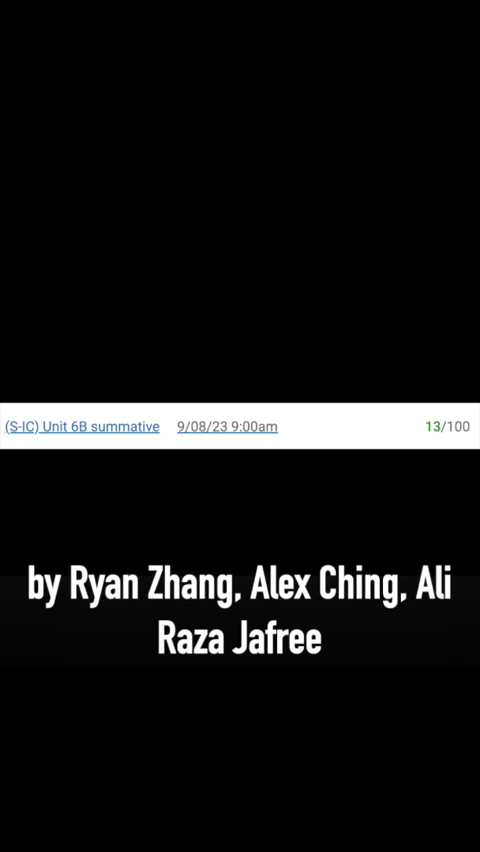 (S-IC) Unit 6B summative 9/08/23 9:00am 13/100
by Ryan Zhang, Alex Ching, Ali
Raza Jafree